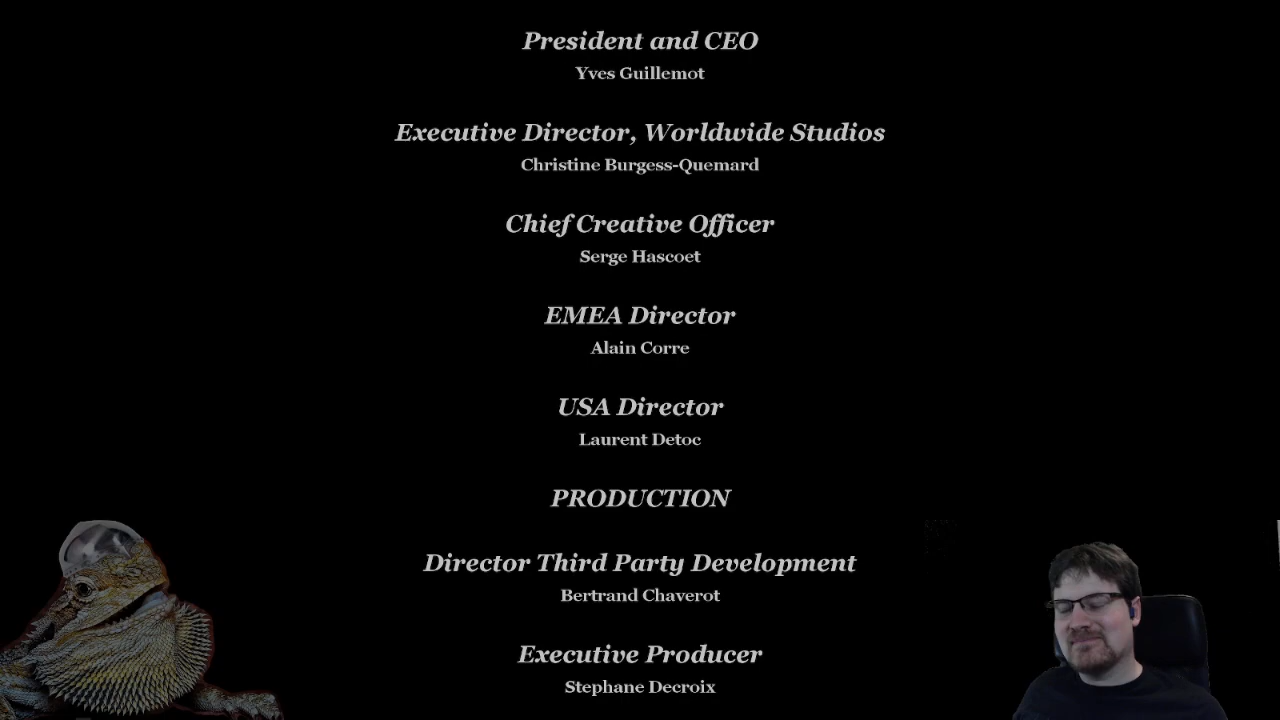 President and CEO
Yves Guillemot
Executive Director, Worldwide Studios
Christine Burgess-Quemard
Chief Creative Officer
Serge Hascoet
EMEA Director
Alain Corre
USA Director
Laurent Detoc
PRODUCTION
Director Third Party Development
Bertrand Chaverot
Executive Producer
Stephane Decroix